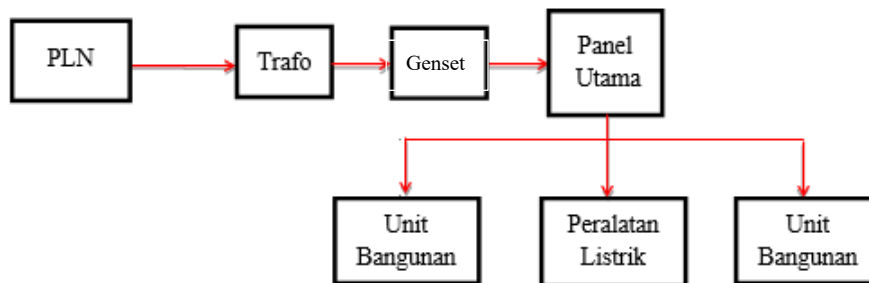 PLN
Trafo
Genset
Panel
Utama
Unit
Bangunan
Peralatan
Listrik
Unit
Bangunan